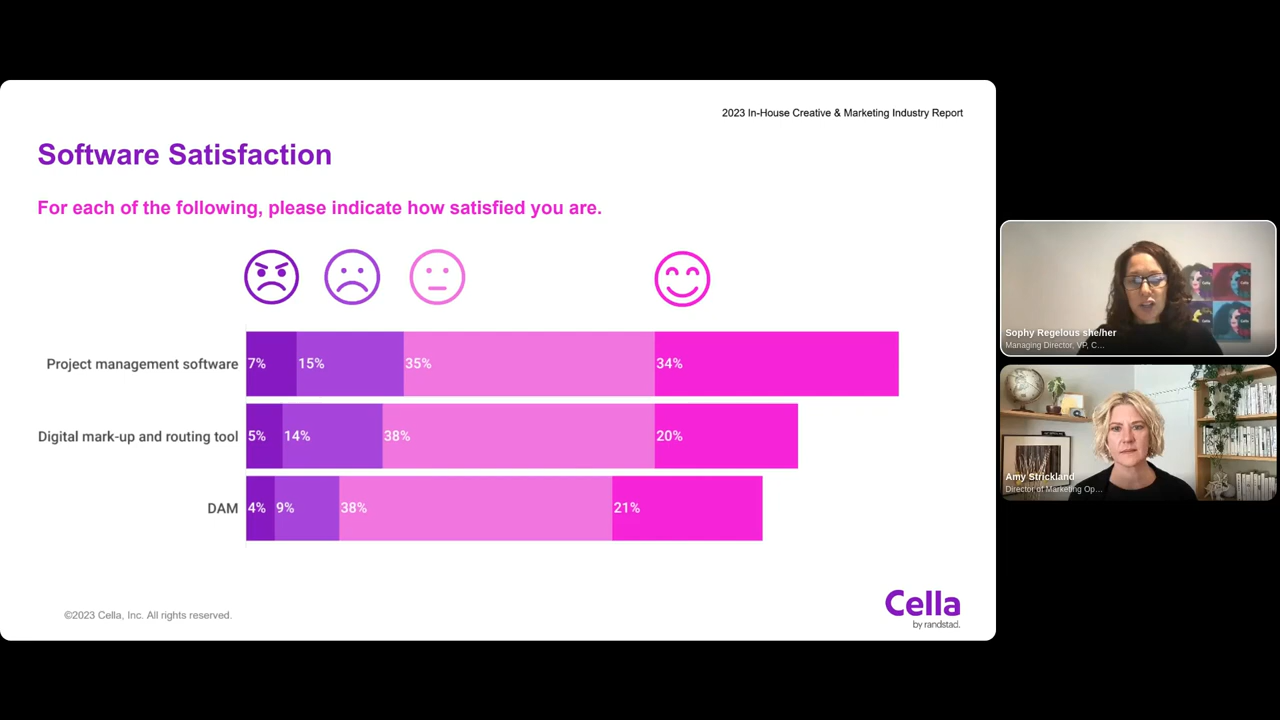 2023 In-House Creative & Marketing Industry Report
Software Satisfaction
For each of the following, please indicate how satisfied you are.
Project management software 7% 15% 35% 34%
Digital mark-up and routing tool 5% 14% 38% 20%
DAM 4% 9% 38% 21%
©2023 Cella, Inc. All rights reserved.
Cella
by randstad.
Sophy Regelous she/her
Managing Director, VP, C...
Amy Strickland
Director of Marketing Op...